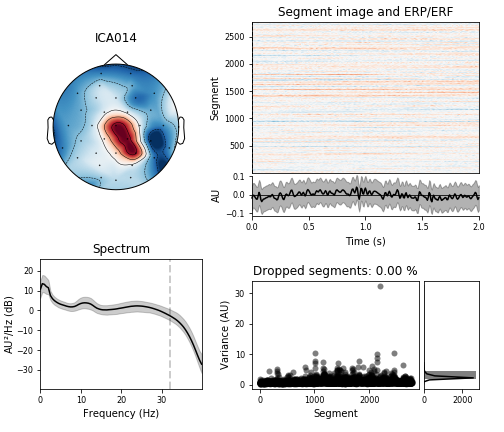 ICA014
Segment image and ERP/ERF
2500
2000
1500
1000
500
Segment
0.1
0.0
−0.1
AU
0.0 0.5 1.0 1.5 2.0
Time (s)
Spectrum
20
10
0
−10
−20
−30
AU²/Hz (dB)
0 10 20 30
Frequency (Hz)
Dropped segments: 0.00 %
30
20
10
0
Variance (AU)
0 1000 2000
Segment
0 2000